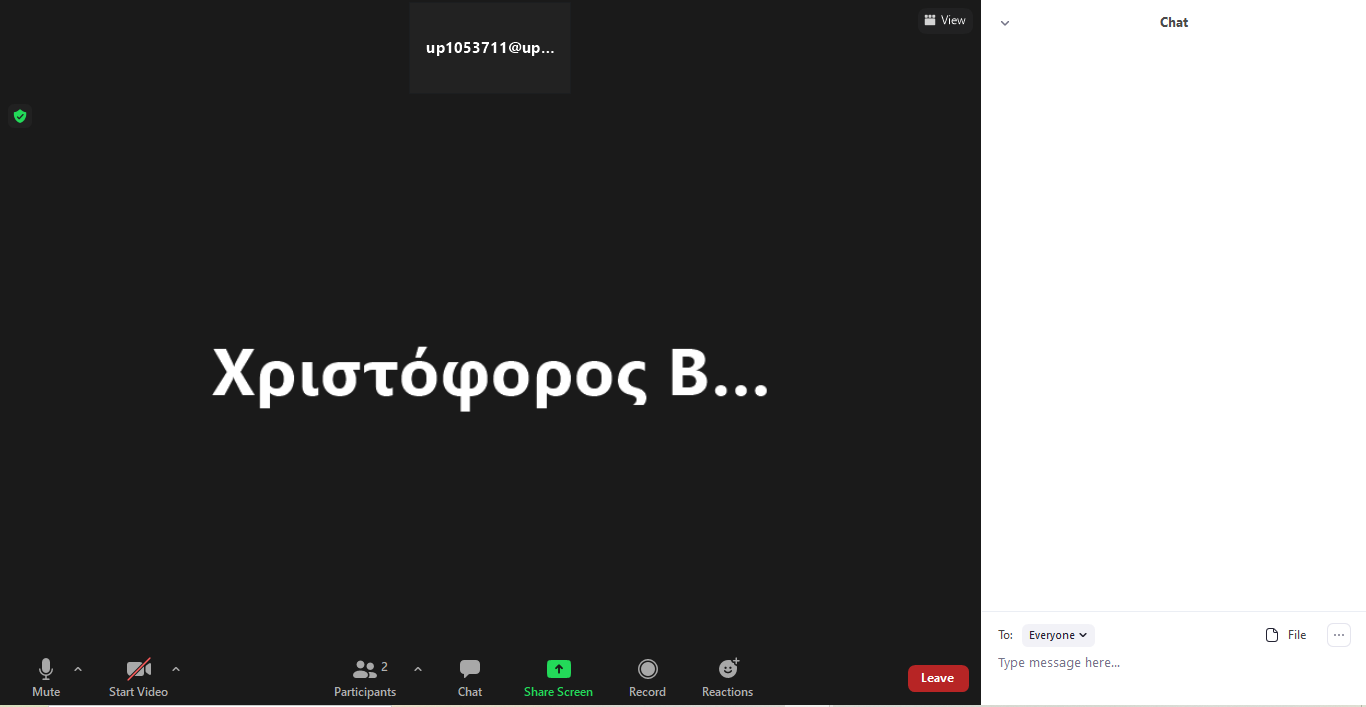 up1053711@up...
View
Chat
Χριστόφορος Β...
To: Everyone
File
Type message here...
Mute
Start Video
2
Participants
Chat
Share Screen
Record
Reactions
Leave